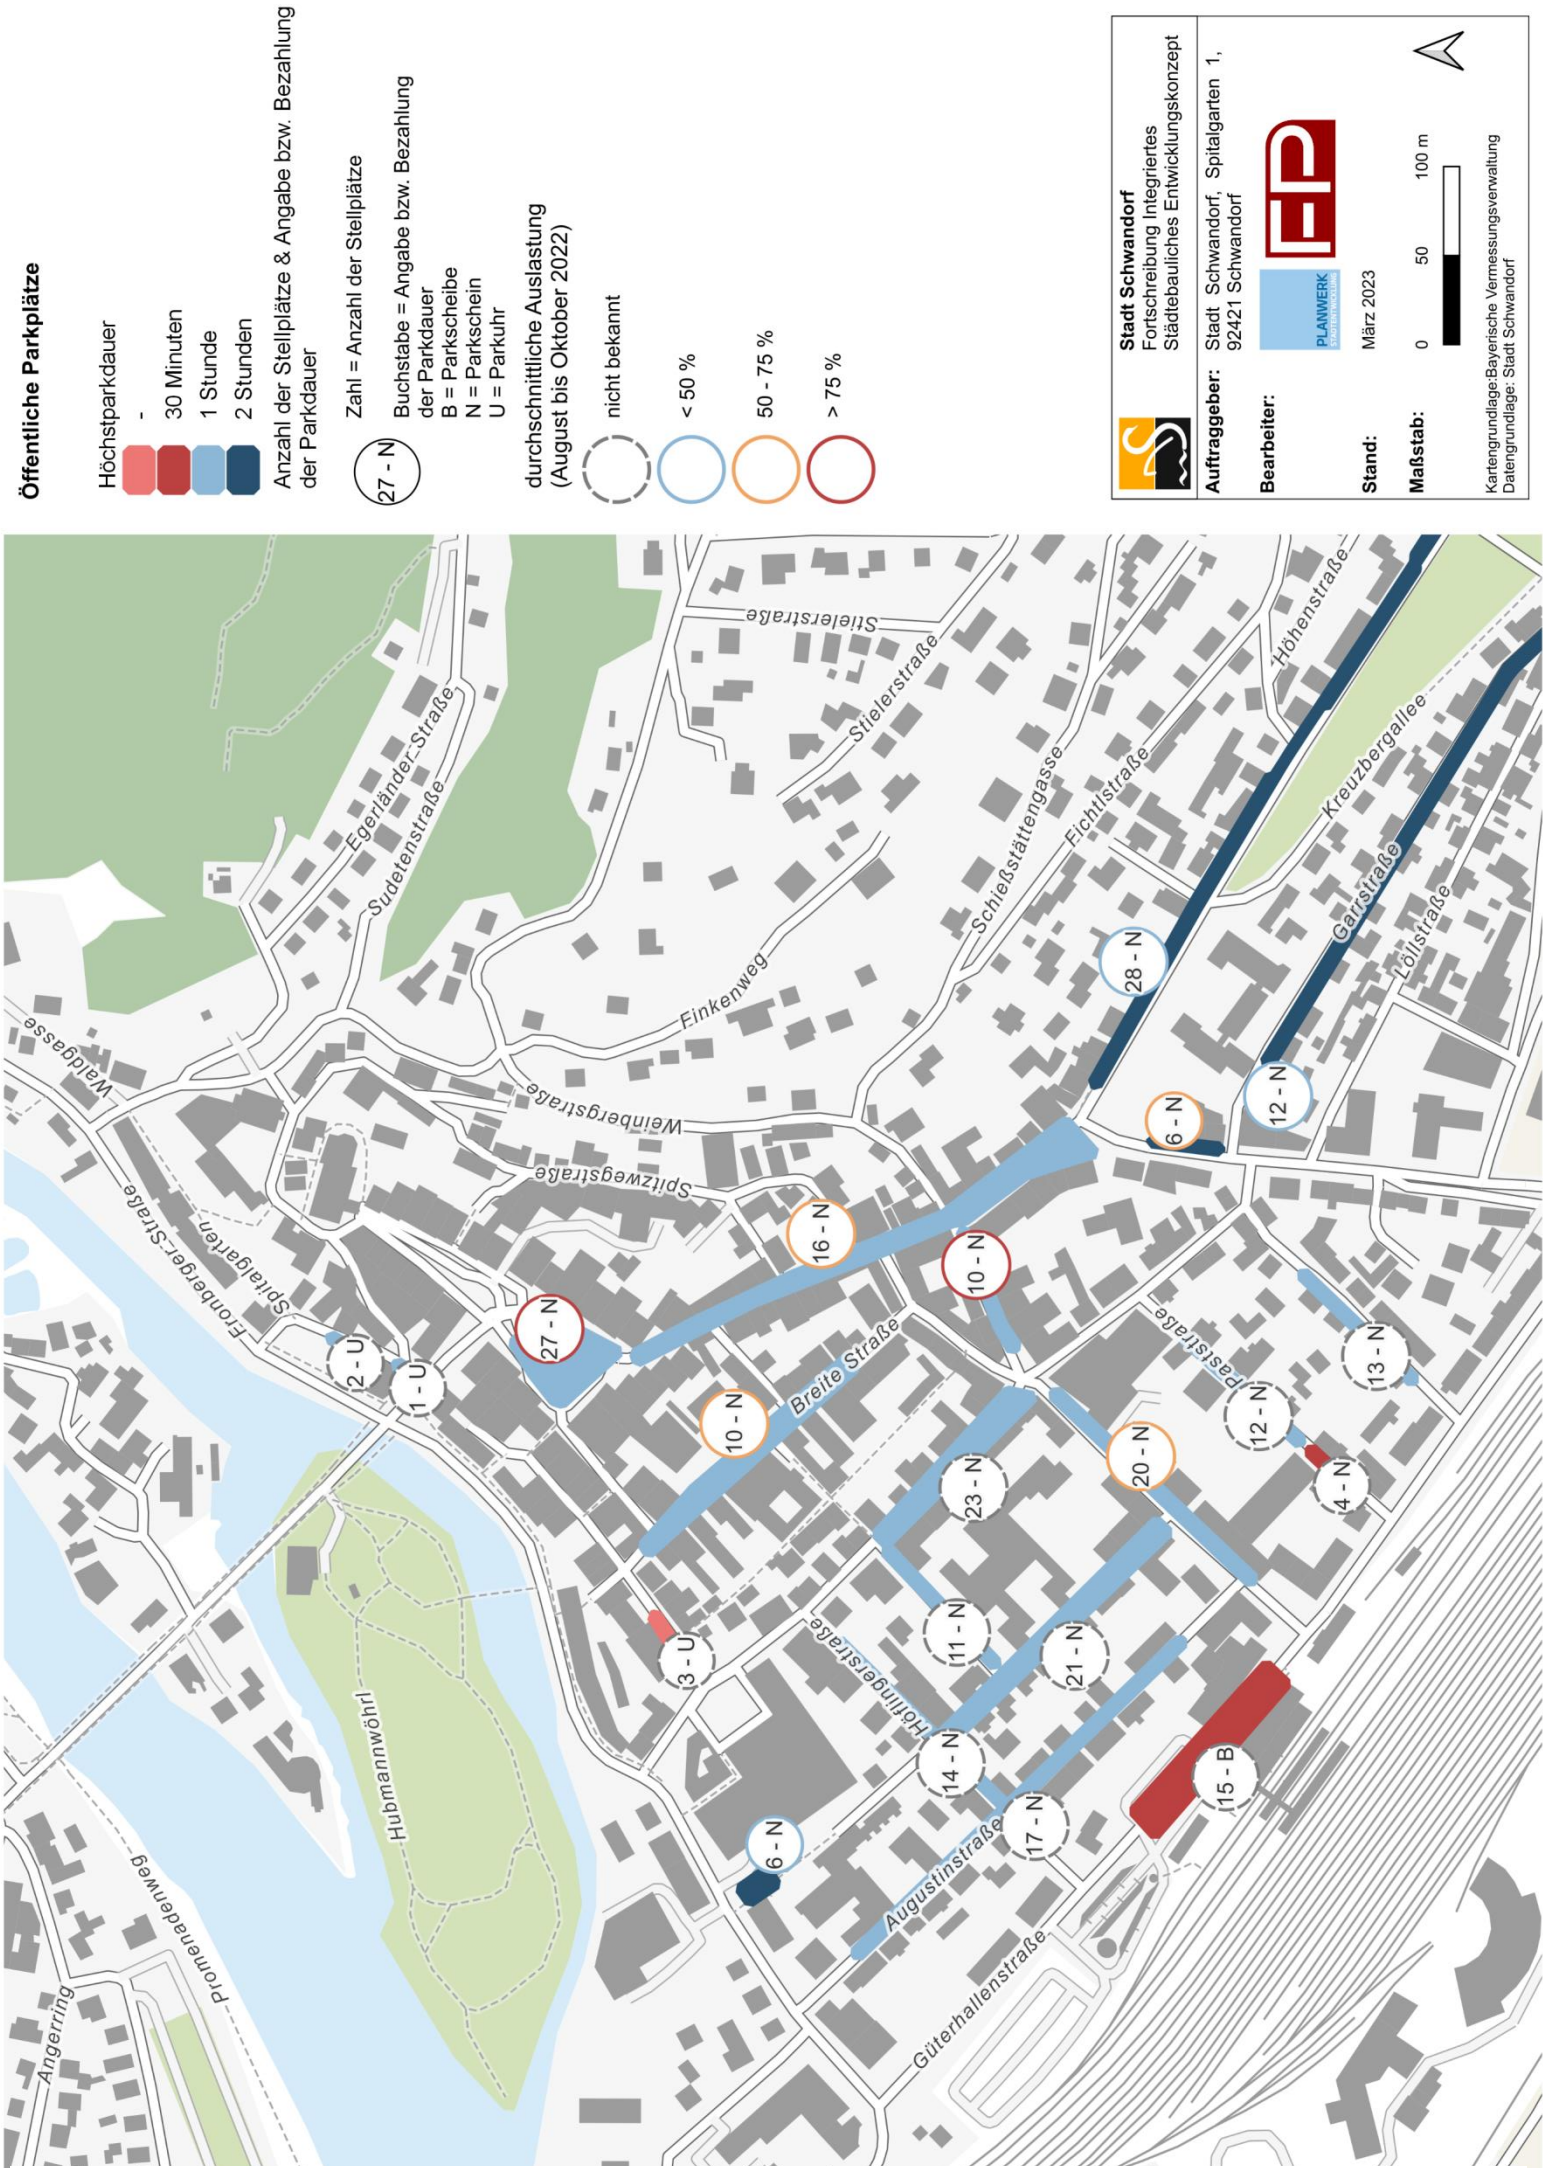 Öffentliche Parkplätze
Höchstparkdauer
-
30 Minuten
1 Stunde
2 Stunden
Anzahl der Stellplätze & Angabe bzw. Bezahlung
der Parkdauer
27 - N
Zahl = Anzahl der Stellplätze
Buchstabe = Angabe bzw. Bezahlung
der Parkdauer
B = Parkscheibe
N = Parkschein
U = Parkuhr
durchschnittliche Auslastung
(August bis Oktober 2022)
nicht bekannt
< 50 %
50 - 75 %
> 75 %
Stadt Schwandorf
Fortschreibung Integriertes
Städtebauliches Entwicklungskonzept
Auftraggeber: Stadt Schwandorf, Spitalgarten 1,
92421 Schwandorf
Bearbeiter:
PLANWERK
STADTENTWICKLUNG
FP
Stand: März 2023
Maßstab: 0 50 100 m
Kartengrundlage:Bayerische Vermessungsverwaltung
Datengrundlage: Stadt Schwandorf
Angerring
Promenadenweg
Hubmannwöhrl
Waldgasse
Fronberger-Straße
Spitalgarten
Egerländer-Straße
Sudetenstraße
Stielerstraße
Stielerstraße
Finkenweg
Weinbergstraße
Spitzwegstraße
Schießstättengasse
Fichtlstraße
Höhenstraße
Kreuzbergallee
Garrstraße
Löllstraße
Breite Straße
Paststraße
Höflingerstraße
Augustinstraße
Güterhallenstraße
2 - U
1 - U
27 - N
10 - N
16 - N
10 - N
28 - N
6 - N
12 - N
3 - U
23 - N
20 - N
12 - N
13 - N
4 - N
11 - N
21 - N
14 - N
17 - N
6 - N
15 - B